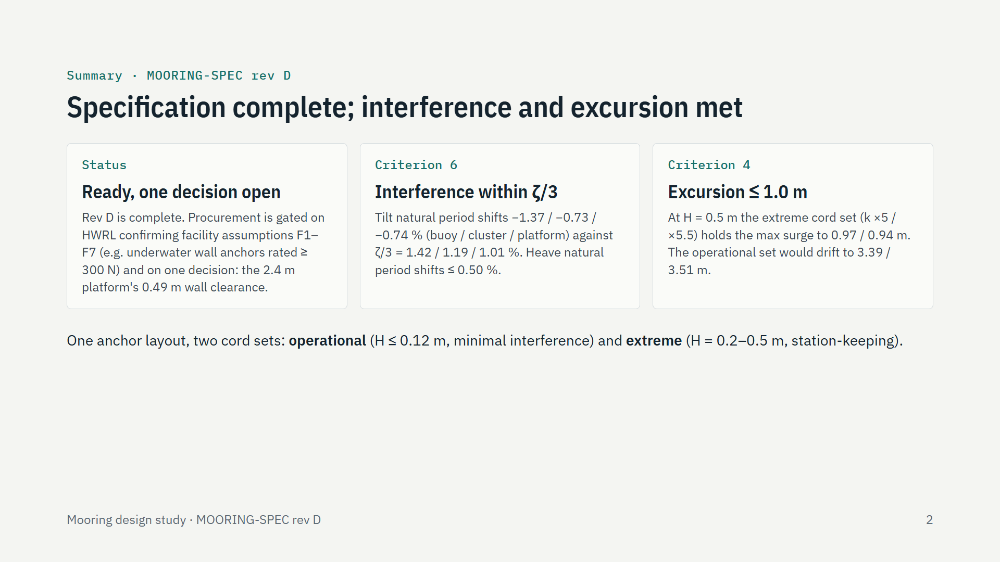 Summary · MOORING-SPEC rev D
Specification complete; interference and excursion met
Status
Ready, one decision open
Rev D is complete. Procurement is gated on
HWRL confirming facility assumptions F1–
F7 (e.g. underwater wall anchors rated ≥
300 N) and on one decision: the 2.4 m
platform's 0.49 m wall clearance.
Criterion 6
Interference within ζ/3
Tilt natural period shifts −1.37 / −0.73 /
−0.74 % (buoy / cluster / platform) against
ζ/3 = 1.42 / 1.19 / 1.01 %. Heave natural
period shifts ≤ 0.50 %.
Criterion 4
Excursion ≤ 1.0 m
At H = 0.5 m the extreme cord set (k ×5 /
×5.5) holds the max surge to 0.97 / 0.94 m.
The operational set would drift to 3.39 /
3.51 m.
One anchor layout, two cord sets: operational (H ≤ 0.12 m, minimal interference) and extreme (H = 0.2–0.5 m, station-keeping).
Mooring design study · MOORING-SPEC rev D
2